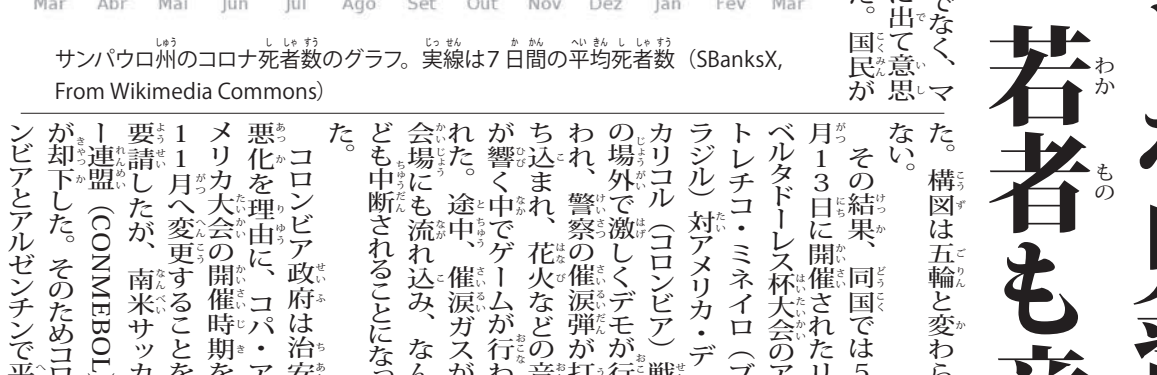 Mar Abr Mai Jun Jul Ago Set Out Nov Dez Jan Fev Mar
サンパウロ州のコロナ死者数のグラフ。実線は7日間の平均死者数（SBanksX,
From Wikimedia Commons）
若者も
でなく、マ
に出て意思
た。国民が
た。構図は五輪と変わら
ない。
その結果、同国では5
月13日に開催されたリ
ベルタドーレス杯大会のア
トレチコ・ミネイロ（ブ
ラジル）対アメリカ・デ
カリコル（コロンビア）戦
の場外で激しくデモが行
われ、警察の催涙弾が打
ち込まれ、花火などの音
が響く中でゲームが行わ
れた。途中、催涙ガスが
会場にも流れ込み、なん
ども中断されることになっ
た。
コロンビア政府は治安
悪化を理由に、コパ・ア
メリカ大会の開催時期を
11月へ変更することを
要請したが、南米サッカ
ー連盟（CONMEBOL
が却下した。そのためコロ
ンビアとアルゼンチンで